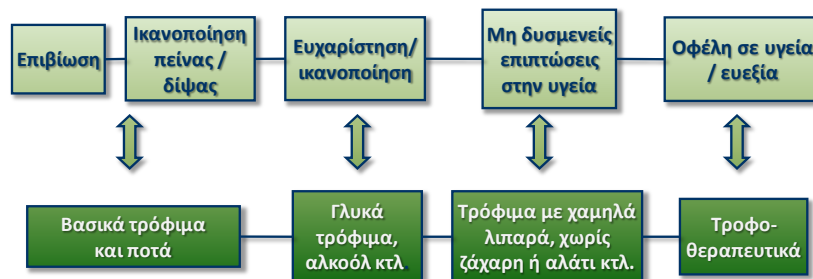 Επιβίωση
Ικανοποίηση
πείνας /
δίψας
Ευχαρίστηση/
ικανοποίηση
Μη δυσμενείς
επιπτώσεις
στην υγεία
Οφέλη σε υγεία
/ ευεξία
Βασικά τρόφιμα
και ποτά
Γλυκά
τρόφιμα,
αλκοόλ κτλ.
Τρόφιμα με χαμηλά
λιπαρά, χωρίς
ζάχαρη ή αλάτι κτλ.
Τροφο-
θεραπευτικά